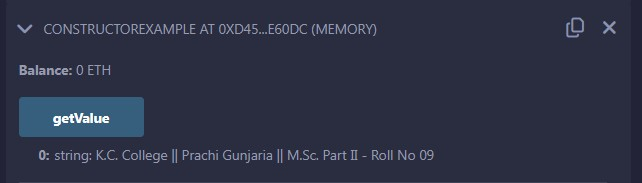 CONSTRUCTOREXAMPLE AT 0XD45...E60DC (MEMORY)
Balance: 0 ETH
getValue
0: string: K.C. College || Prachi Gunjaria || M.Sc. Part II - Roll No 09